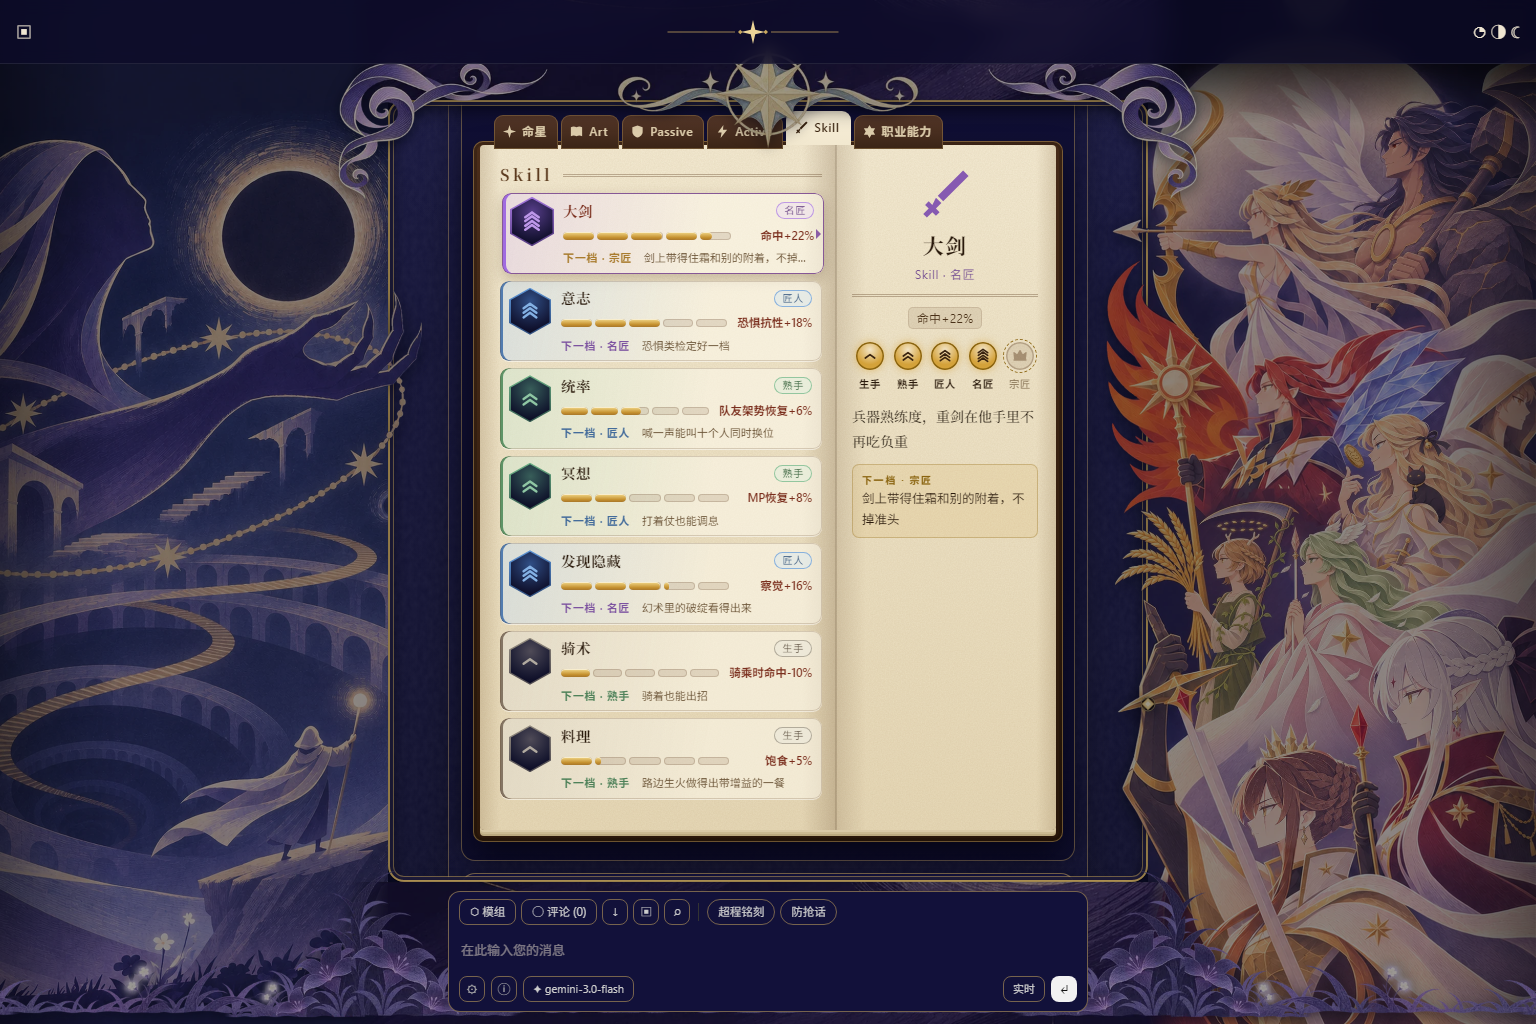 命星
Art
Passive
Activ
Skill
职业能力
Skill
大剑
名匠
命中+22%
下一档 · 宗匠 剑上带得住霜和别的附着，不掉...
意志
匠人
恐惧抗性+18%
下一档 · 名匠 恐惧类检定好一档
统率
熟手
队友架势恢复+6%
下一档 · 匠人 喊一声能叫十个人同时换位
冥想
熟手
MP恢复+8%
下一档 · 匠人 打着仗也能调息
发现隐藏
匠人
察觉+16%
下一档 · 名匠 幻术里的破绽看得出来
骑术
生手
骑乘时命中-10%
下一档 · 熟手 骑着也能出招
料理
生手
饱食+5%
下一档 · 熟手 路边生火做得出带增益的一餐
大剑
Skill · 名匠
命中+22%
生手 熟手 匠人 名匠 宗匠
兵器熟练度，重剑在他手里不
再吃负重
下一档 · 宗匠
剑上带得住霜和别的附着，不
掉准头
模组
评论 (0)
超程铭刻
防抢话
在此输入您的消息
gemini-3.0-flash
实时